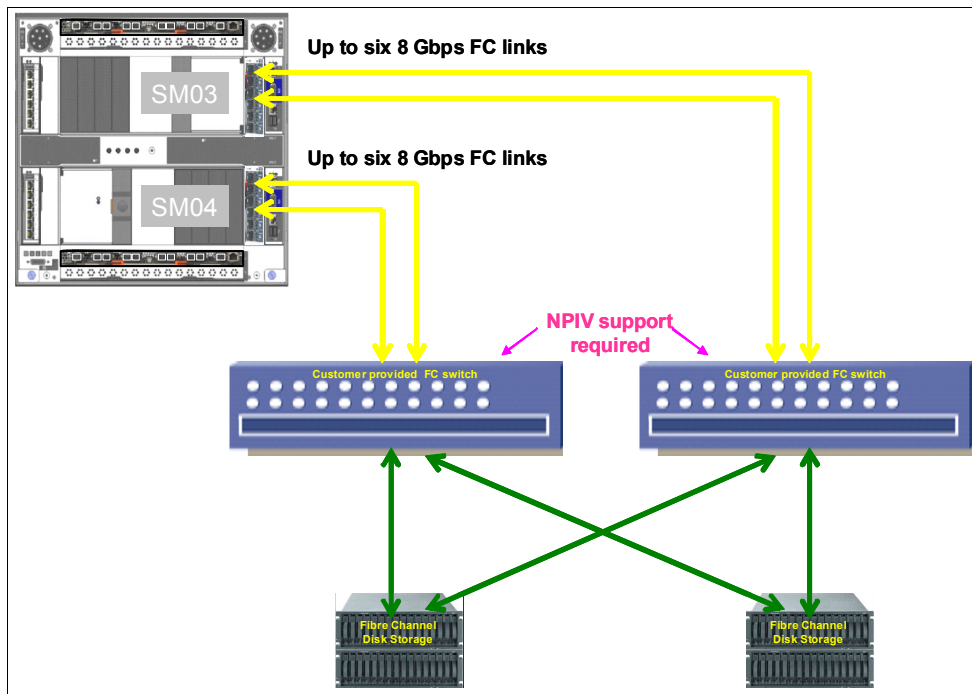 Up to six 8 Gbps FC links
SM03
Up to six 8 Gbps FC links
SM04
NPIV support
required
Customer provided FC switch
Customer provided FC switch
Fibre Channel
Disk Storage
Fibre Channel
Disk Storage